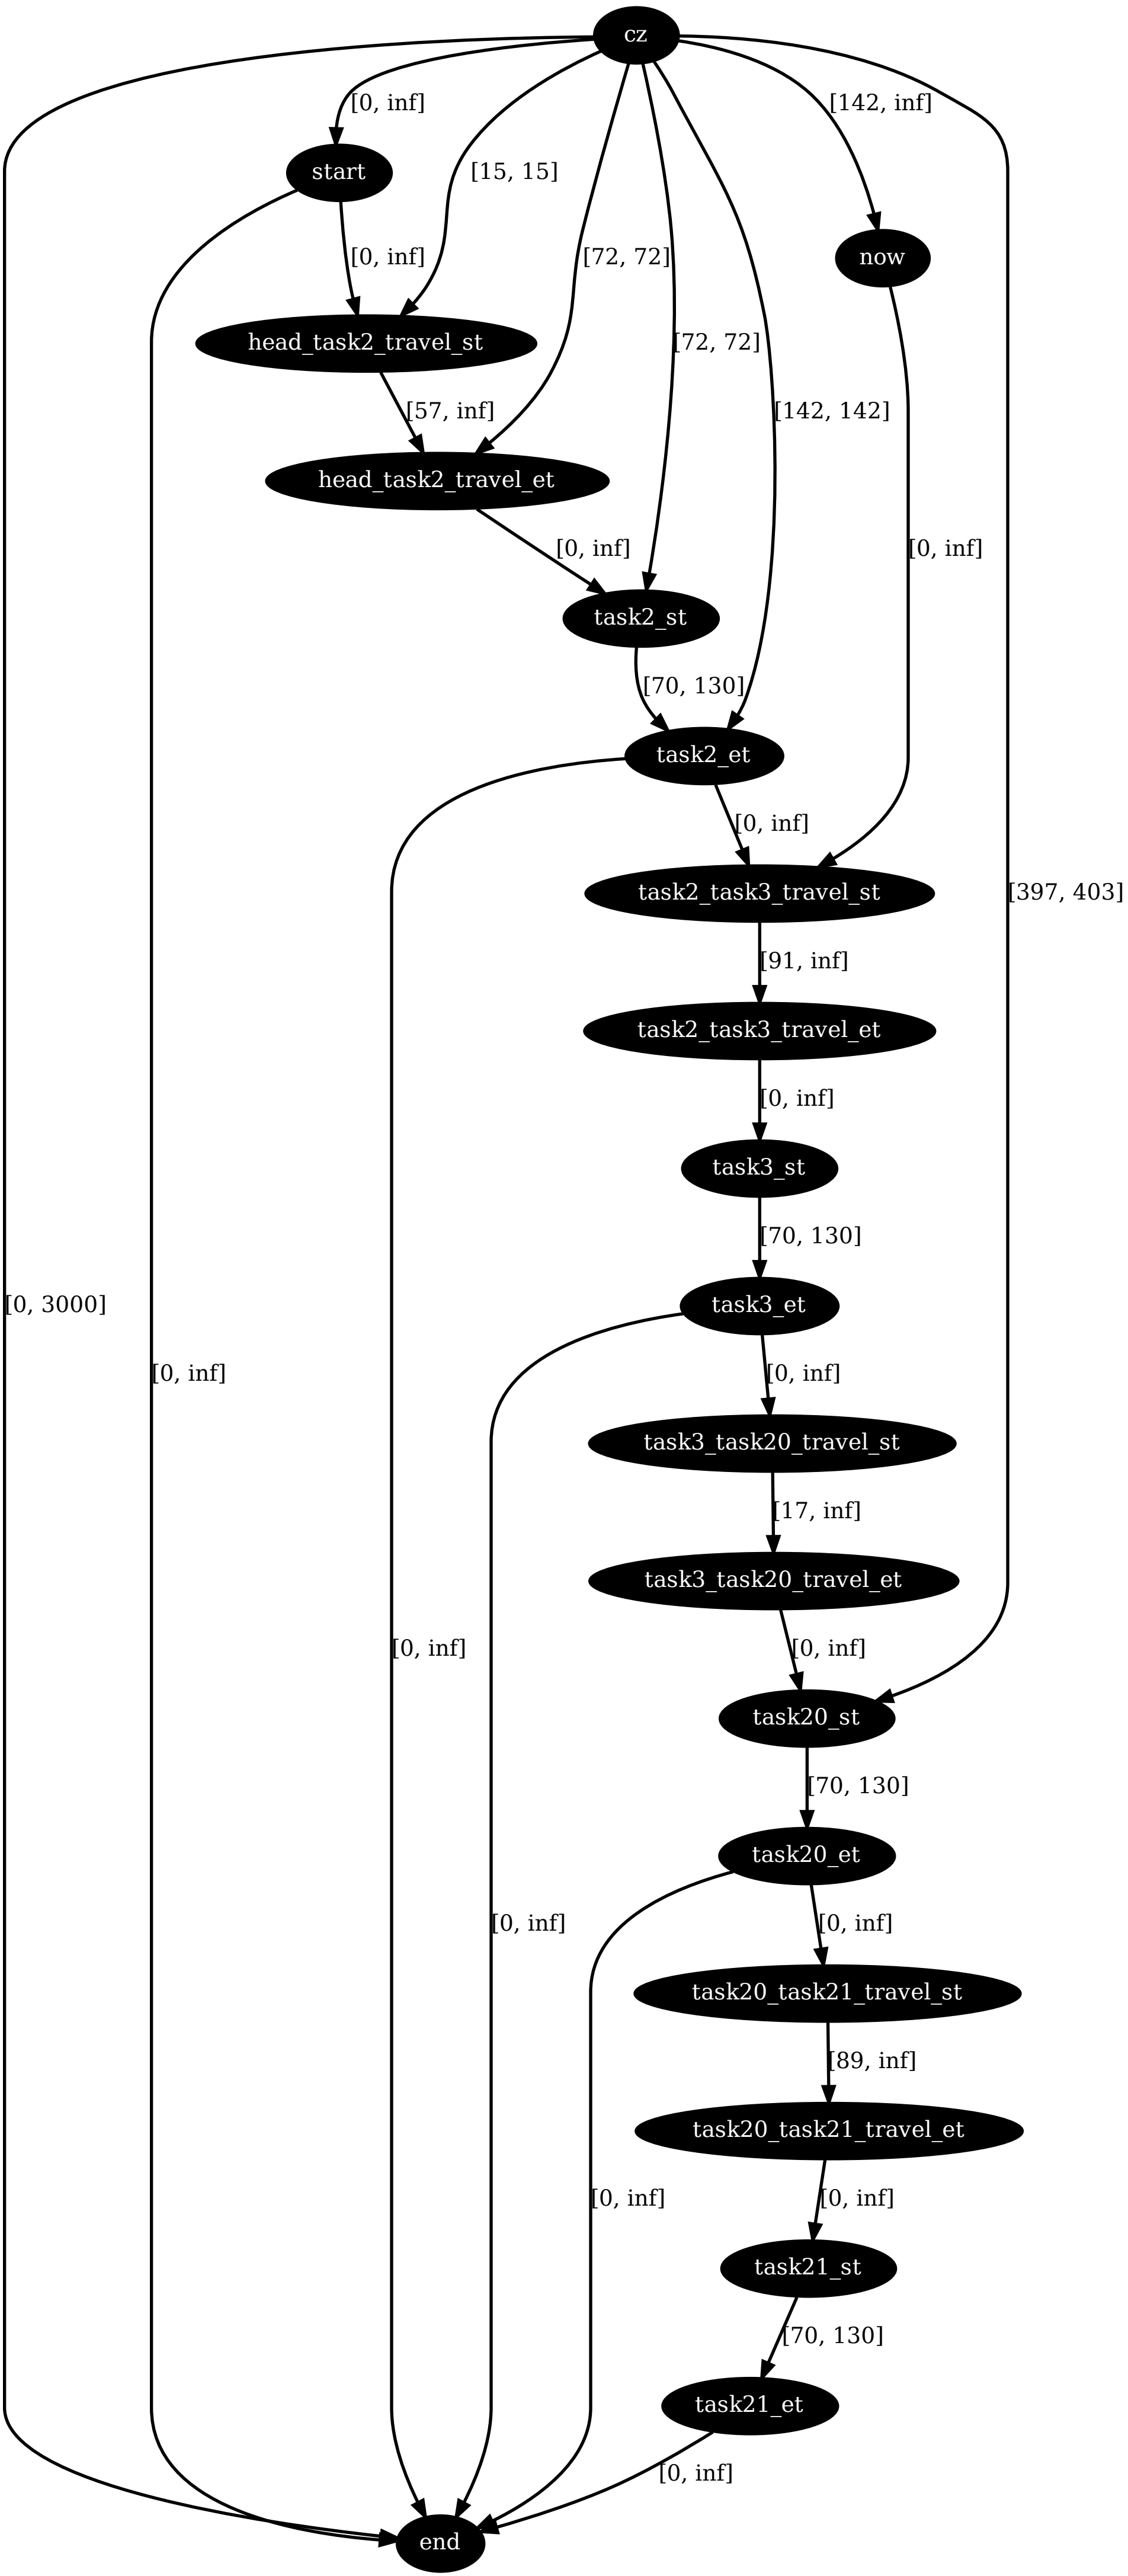 cz
[0, inf]
[142, inf]
[15, 15]
start
[0, inf]
[72, 72]
now
head_task2_travel_st
[72, 72]
[57, inf]
[142, 142]
head_task2_travel_et
[0, inf]
[0, inf]
task2_st
[70, 130]
task2_et
[0, inf]
task2_task3_travel_st
[397, 403]
[91, inf]
task2_task3_travel_et
[0, inf]
task3_st
[70, 130]
[0, 3000]
task3_et
[0, inf]
[0, inf]
task3_task20_travel_st
[17, inf]
task3_task20_travel_et
[0, inf]
[0, inf]
task20_st
[70, 130]
task20_et
[0, inf]
[0, inf]
task20_task21_travel_st
[89, inf]
task20_task21_travel_et
[0, inf]
[0, inf]
task21_st
[70, 130]
task21_et
[0, inf]
end